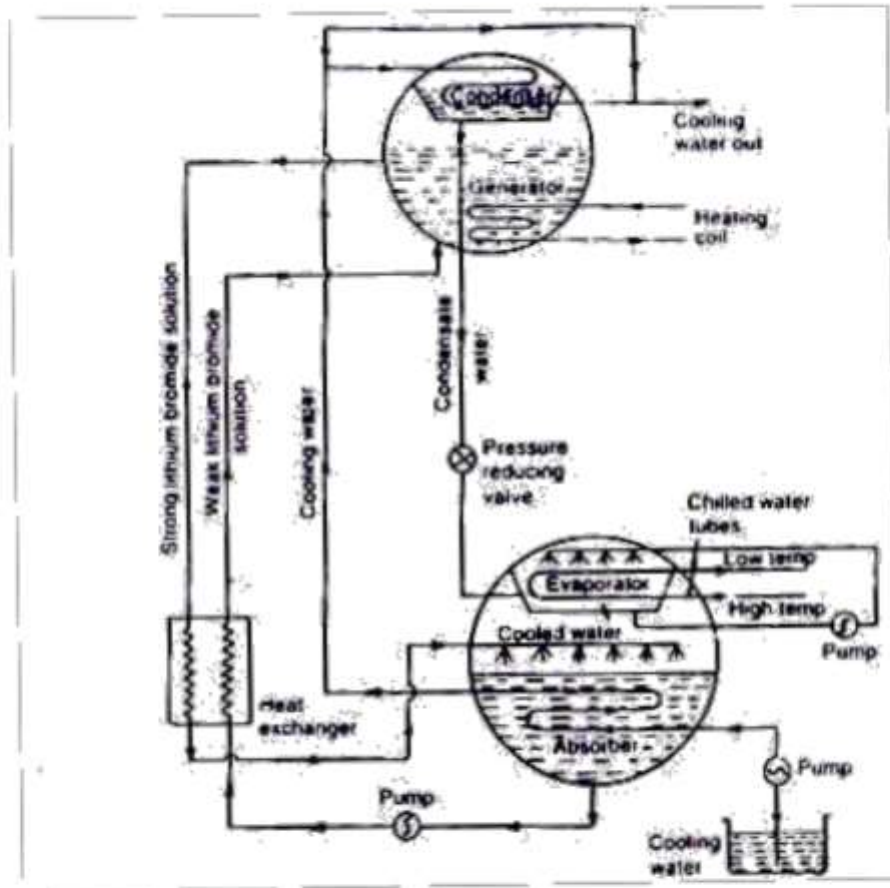 Condenser
Cooling
water out
Generator
Heating
coil
Strong lithium bromide solution
Weak lithium bromide
solution
Cooling water
Condensate
water
Pressure
reducing
valve
Chilled water
tubes
Low temp
Evaporator
High temp
Cooled water
Pump
Heat
exchanger
Absorber
Pump
Pump
Cooling
water